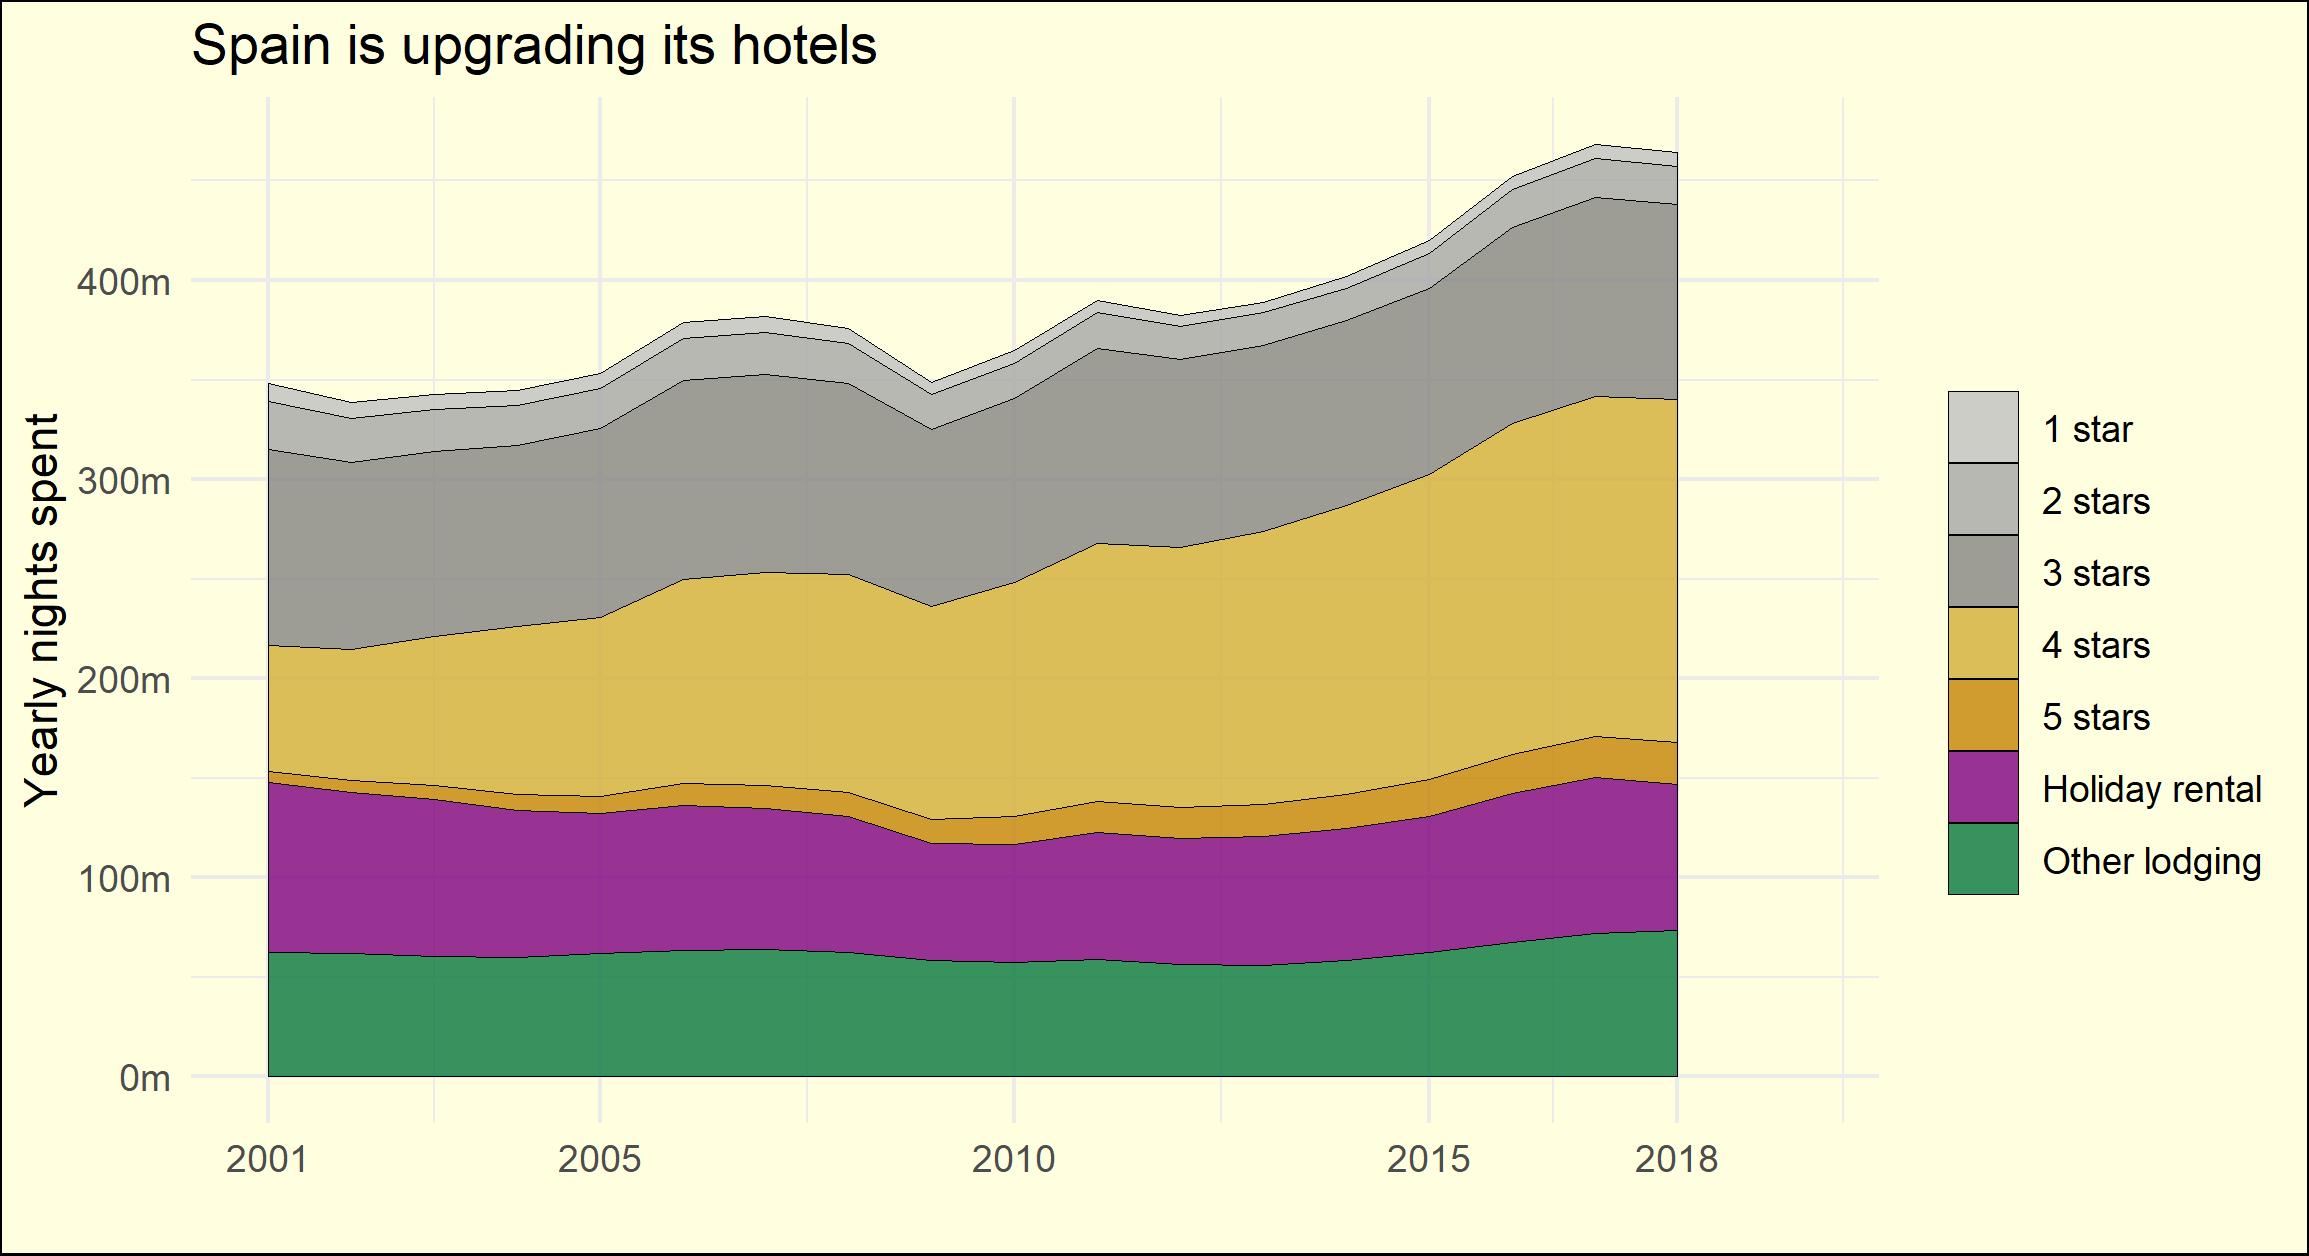 Spain is upgrading its hotels
Yearly nights spent
400m
300m
200m
100m
0m
2001
2005
2010
2015
2018
1 star
2 stars
3 stars
4 stars
5 stars
Holiday rental
Other lodging